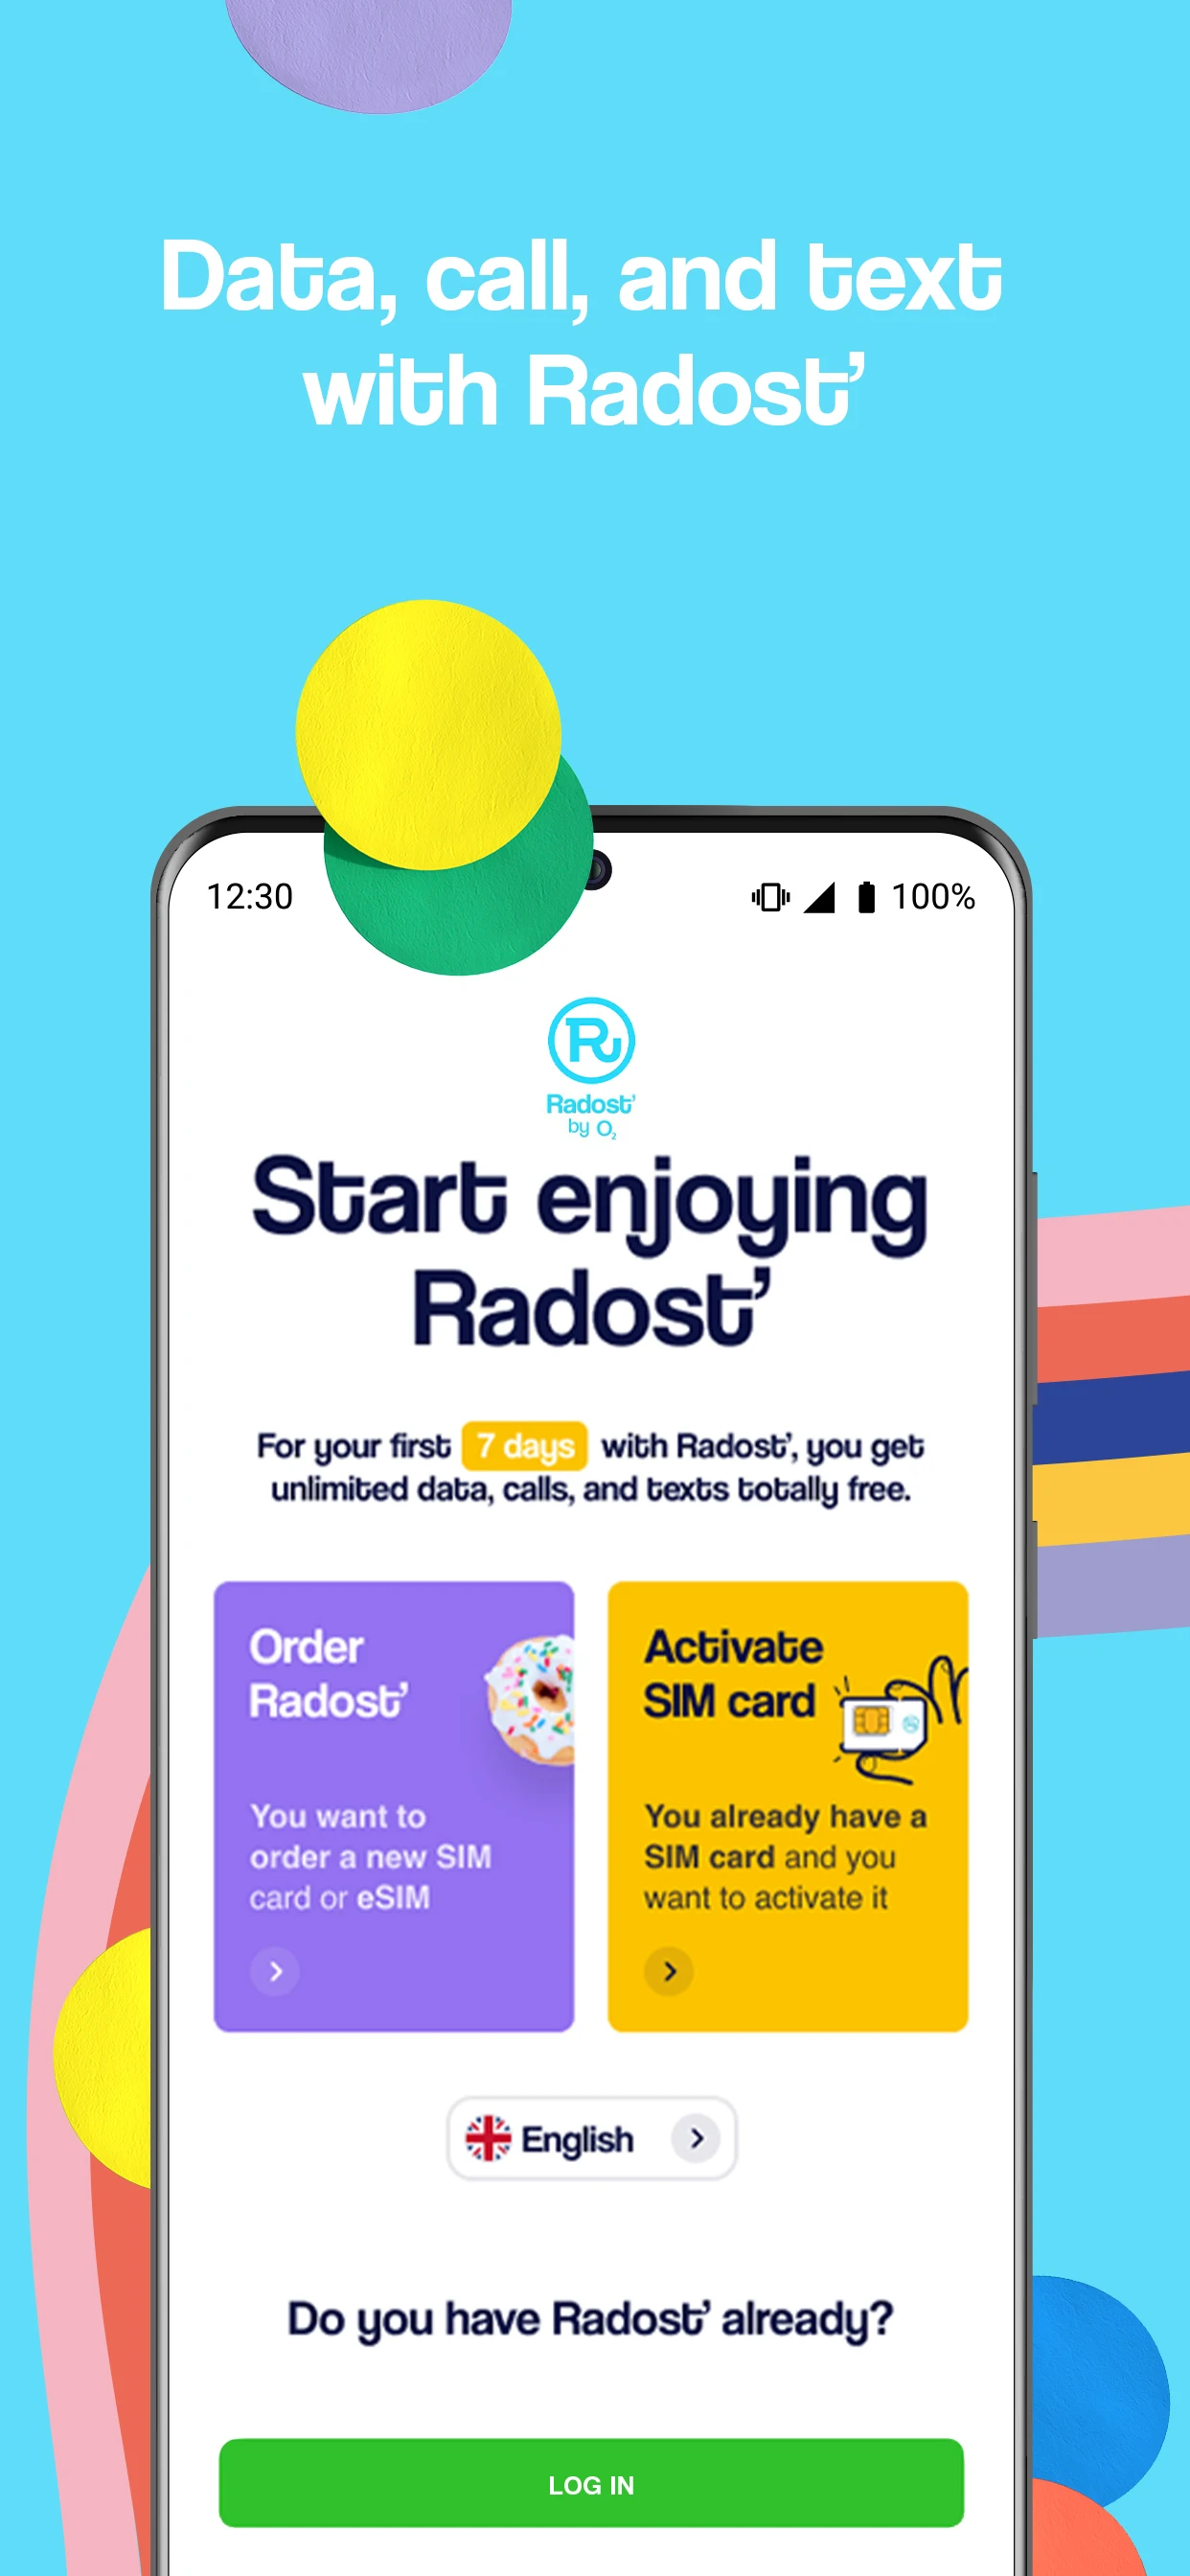 Data, call, and text
with Radosť
12:30
100%
R
Radosť
by O₂
Start enjoying
Radosť
For your first 7 days with Radosť, you get
unlimited data, calls, and texts totally free.
Order
Radosť
You want to
order a new SIM
card or eSIM
Activate
SIM card
You already have a
SIM card and you
want to activate it
English
Do you have Radosť already?
LOG IN